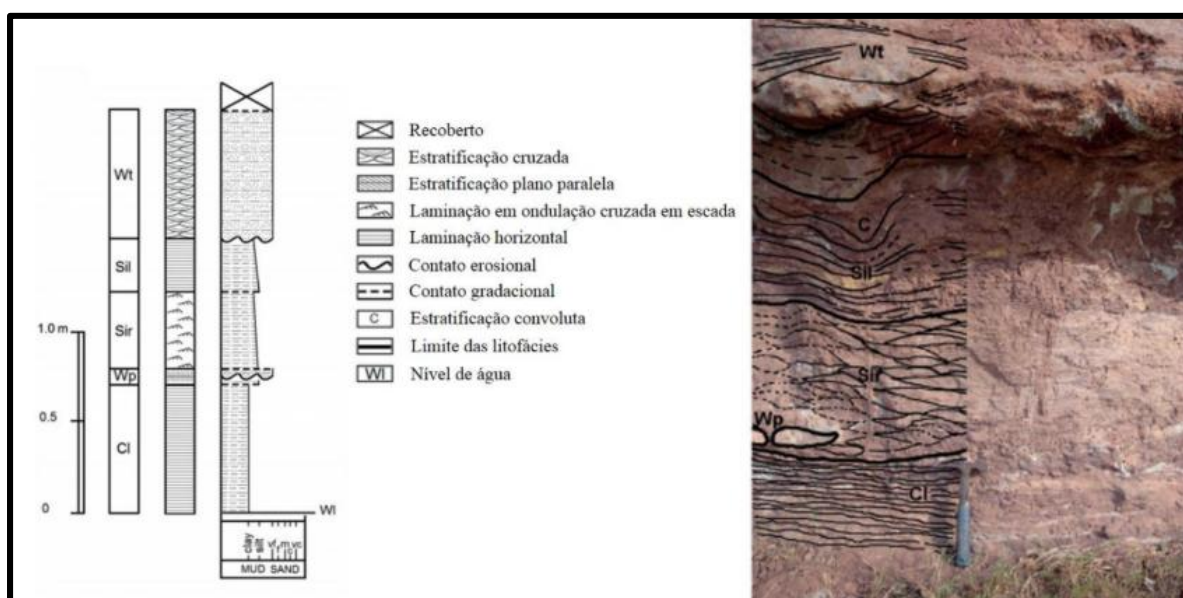 Wt
Sil
Sir
Wp
Cl
1.0 m
0.5
0
Wl
clay
silt
vf
f
m
c
vc
MUD SAND
Recoberto
Estratificação cruzada
Estratificação plano paralela
Laminação em ondulação cruzada em escada
Laminação horizontal
Contato erosional
Contato gradacional
C Estratificação convoluta
Limite das litofácies
Wl Nível de água
Wt
C
Sil
Sir
Wp
Cl